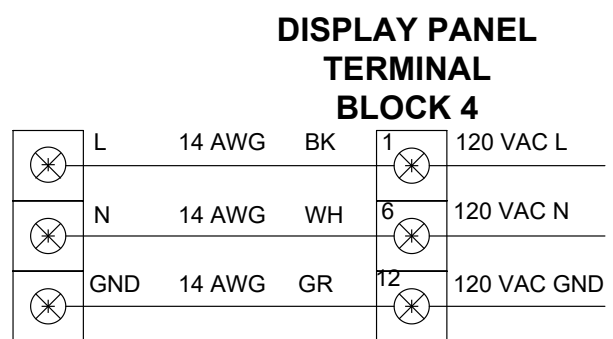 DISPLAY PANEL
TERMINAL
BLOCK 4
L 14 AWG BK 1 120 VAC L
N 14 AWG WH 6 120 VAC N
GND 14 AWG GR 12 120 VAC GND